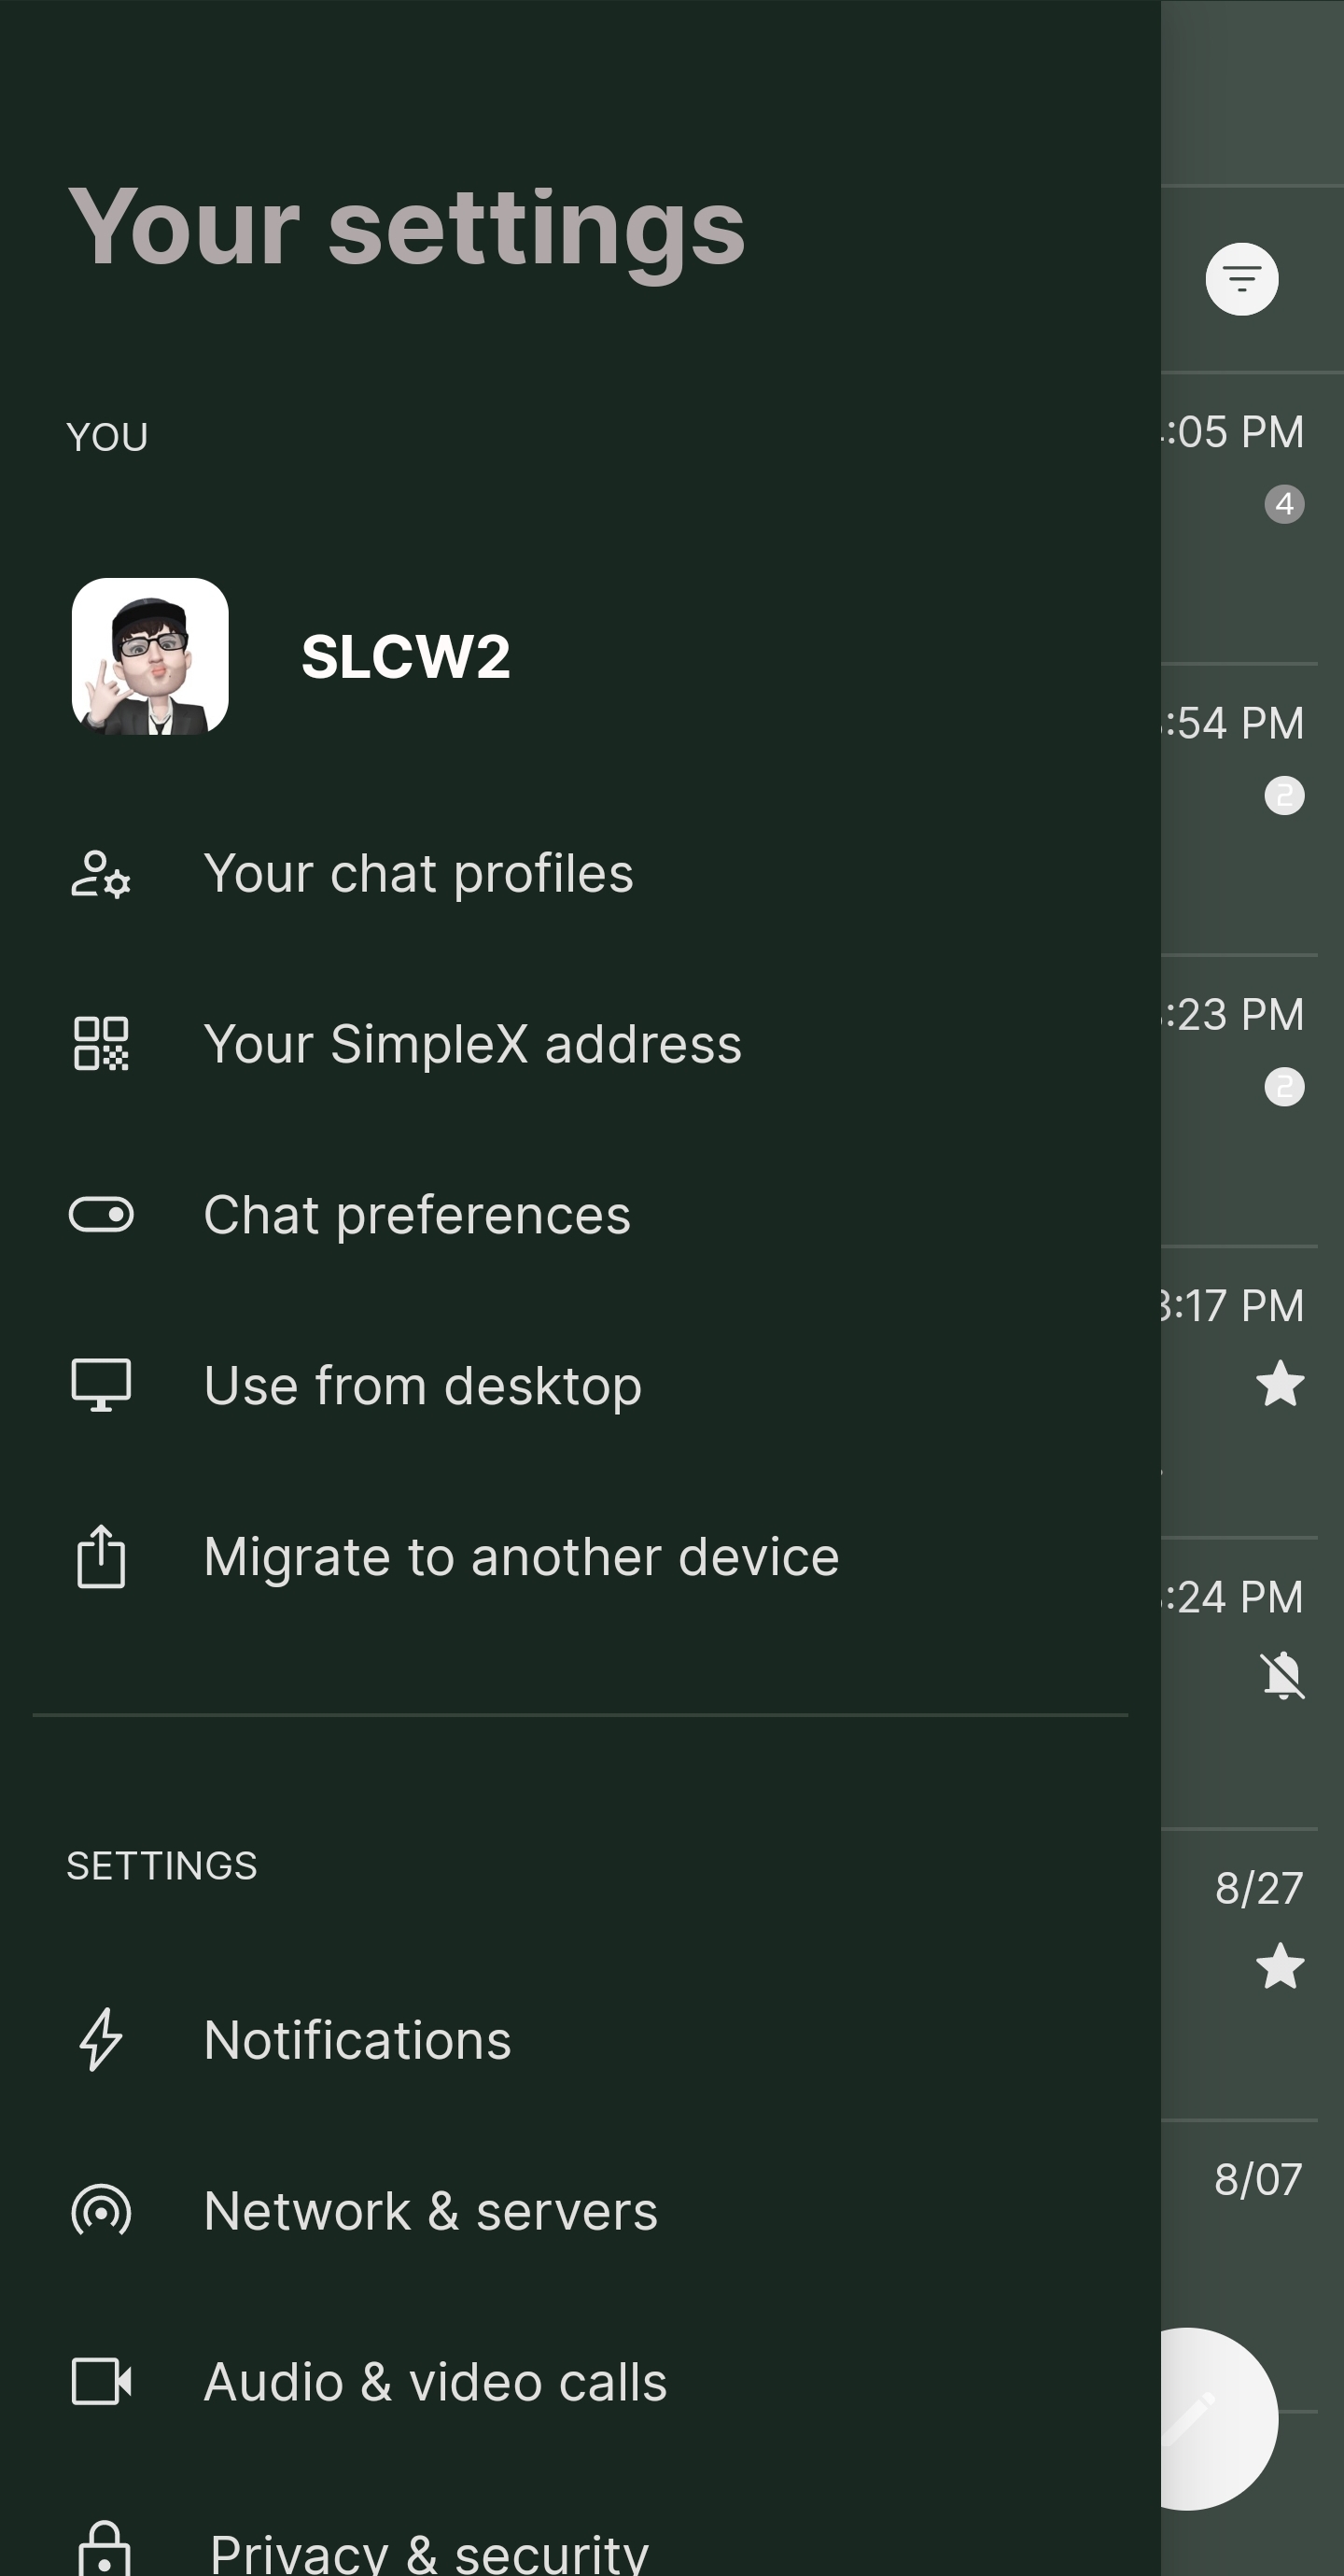 Your settings
YOU
SLCW2
Your chat profiles
Your SimpleX address
Chat preferences
Use from desktop
Migrate to another device
SETTINGS
Notifications
Network & servers
Audio & video calls
Privacy & security
:05 PM
4
:54 PM
2
:23 PM
2
3:17 PM
:24 PM
8/27
8/07